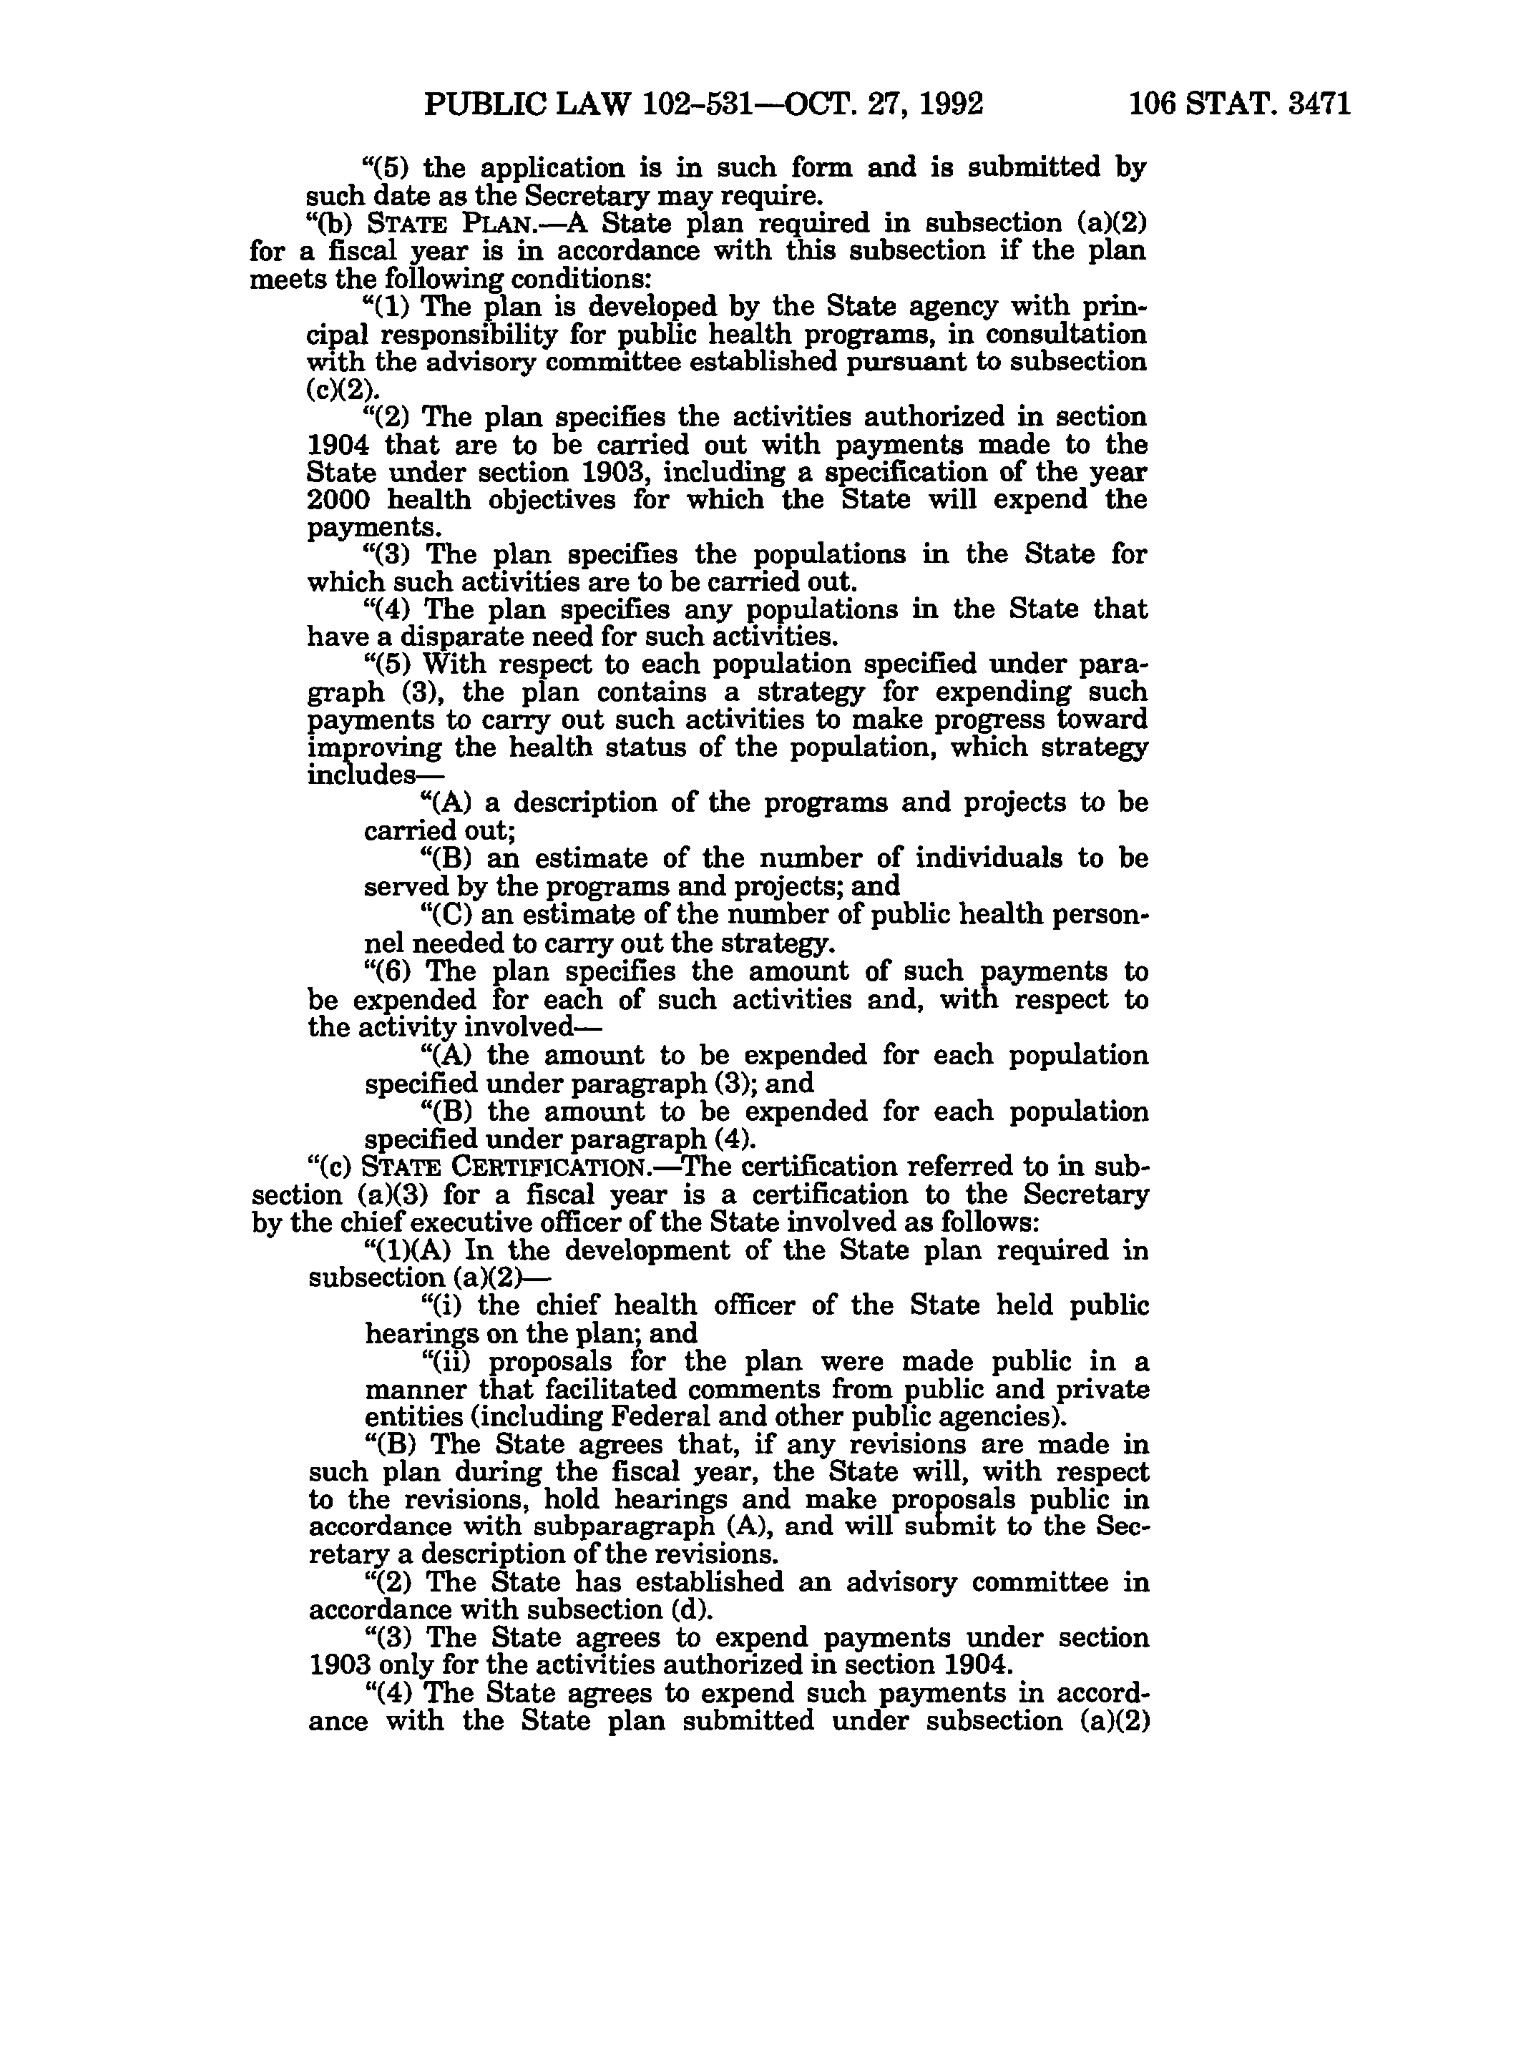 PUBLIC LAW 102-531—OCT. 27, 1992 106 STAT. 3471
“(5) the application is in such form and is submitted by
such date as the Secretary may require.
“(b) STATE PLAN.—A State plan required in subsection (a)(2)
for a fiscal year is in accordance with this subsection if the plan
meets the following conditions:
“(1) The plan is developed by the State agency with prin-
cipal responsibility for public health programs, in consultation
with the advisory committee established pursuant to subsection
(c)(2).
“(2) The plan specifies the activities authorized in section
1904 that are to be carried out with payments made to the
State under section 1903, including a specification of the year
2000 health objectives for which the State will expend the
payments.
“(3) The plan specifies the populations in the State for
which such activities are to be carried out.
“(4) The plan specifies any populations in the State that
have a disparate need for such activities.
“(5) With respect to each population specified under para-
graph (3), the plan contains a strategy for expending such
payments to carry out such activities to make progress toward
improving the health status of the population, which strategy
includes—
“(A) a description of the programs and projects to be
carried out;
“(B) an estimate of the number of individuals to be
served by the programs and projects; and
“(C) an estimate of the number of public health person-
nel needed to carry out the strategy.
“(6) The plan specifies the amount of such payments to
be expended for each of such activities and, with respect to
the activity involved—
“(A) the amount to be expended for each population
specified under paragraph (3); and
“(B) the amount to be expended for each population
specified under paragraph (4).
“(c) STATE CERTIFICATION.—The certification referred to in sub-
section (a)(3) for a fiscal year is a certification to the Secretary
by the chief executive officer of the State involved as follows:
“(1)(A) In the development of the State plan required in
subsection (a)(2)—
“(i) the chief health officer of the State held public
hearings on the plan; and
“(ii) proposals for the plan were made public in a
manner that facilitated comments from public and private
entities (including Federal and other public agencies).
“(B) The State agrees that, if any revisions are made in
such plan during the fiscal year, the State will, with respect
to the revisions, hold hearings and make proposals public in
accordance with subparagraph (A), and will submit to the Sec-
retary a description of the revisions.
“(2) The State has established an advisory committee in
accordance with subsection (d).
“(3) The State agrees to expend payments under section
1903 only for the activities authorized in section 1904.
“(4) The State agrees to expend such payments in accord-
ance with the State plan submitted under subsection (a)(2)